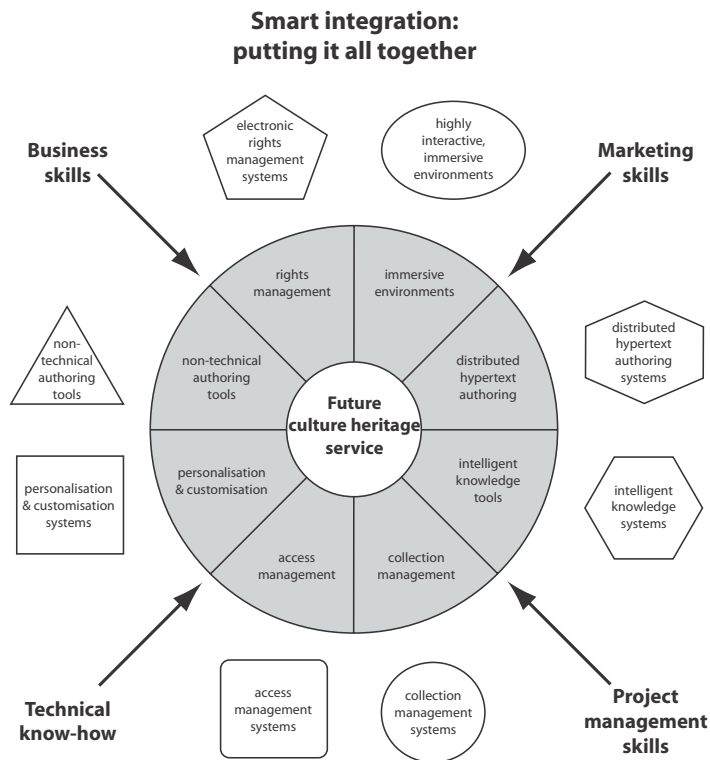 Smart integration:
putting it all together
electronic
rights
management
systems
highly
interactive,
immersive
environments
Business
skills
Marketing
skills
rights
management
immersive
environments
non-
technical
authoring
tools
non-technical
authoring
tools
distributed
hypertext
authoring
distributed
hypertext
authoring
systems
Future
culture heritage
service
personalisation
& customisation
systems
personalisation
& customisation
intelligent
knowledge
tools
intelligent
knowledge
systems
access
management
collection
management
Technical
know-how
access
management
systems
collection
management
systems
Project
management
skills